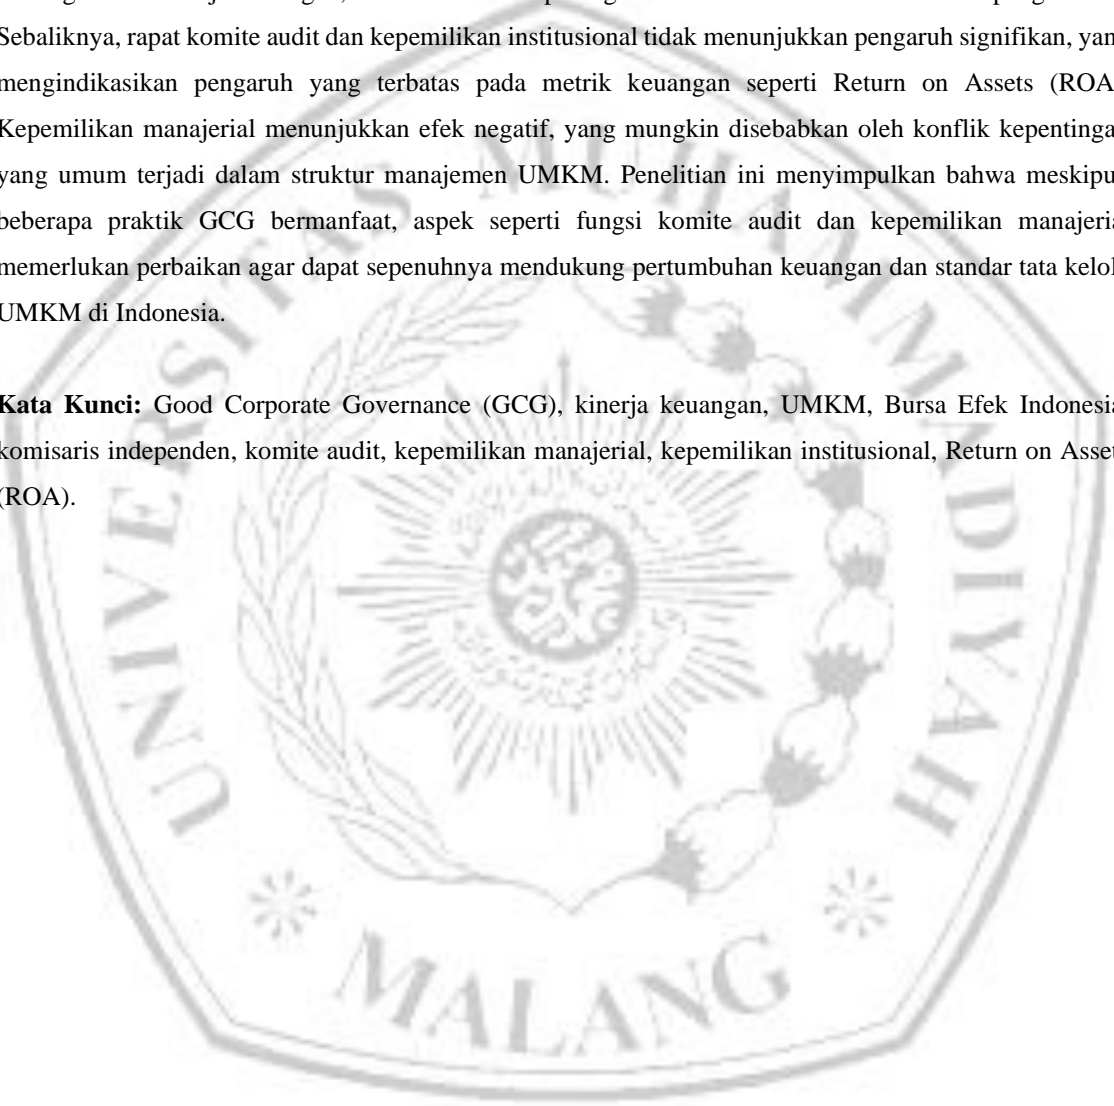 Sebaliknya, rapat komite audit dan kepemilikan institusional tidak menunjukkan pengaruh signifikan, yan
mengindikasikan pengaruh yang terbatas pada metrik keuangan seperti Return on Assets (ROA
Kepemilikan manajerial menunjukkan efek negatif, yang mungkin disebabkan oleh konflik kepentinga
yang umum terjadi dalam struktur manajemen UMKM. Penelitian ini menyimpulkan bahwa meskipu
beberapa praktik GCG bermanfaat, aspek seperti fungsi komite audit dan kepemilikan manajeria
memerlukan perbaikan agar dapat sepenuhnya mendukung pertumbuhan keuangan dan standar tata kelol
UMKM di Indonesia.
Kata Kunci: Good Corporate Governance (GCG), kinerja keuangan, UMKM, Bursa Efek Indonesia
komisaris independen, komite audit, kepemilikan manajerial, kepemilikan institusional, Return on Asset
(ROA).
UNIVERSITAS MUHAMMADIYAH
MALANG